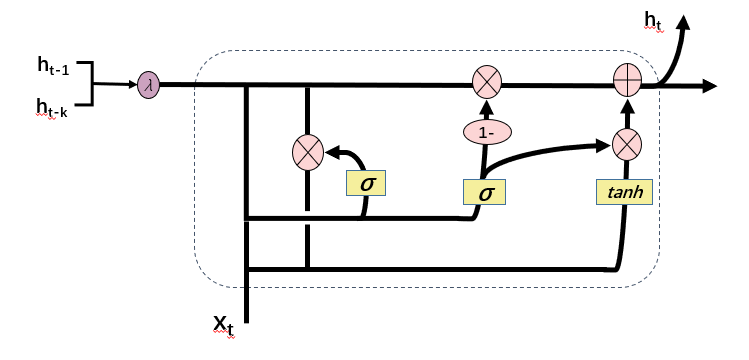 h_t
h_{t-1}
λ
h_{t-k}
1-
σ
σ
tanh
X_t